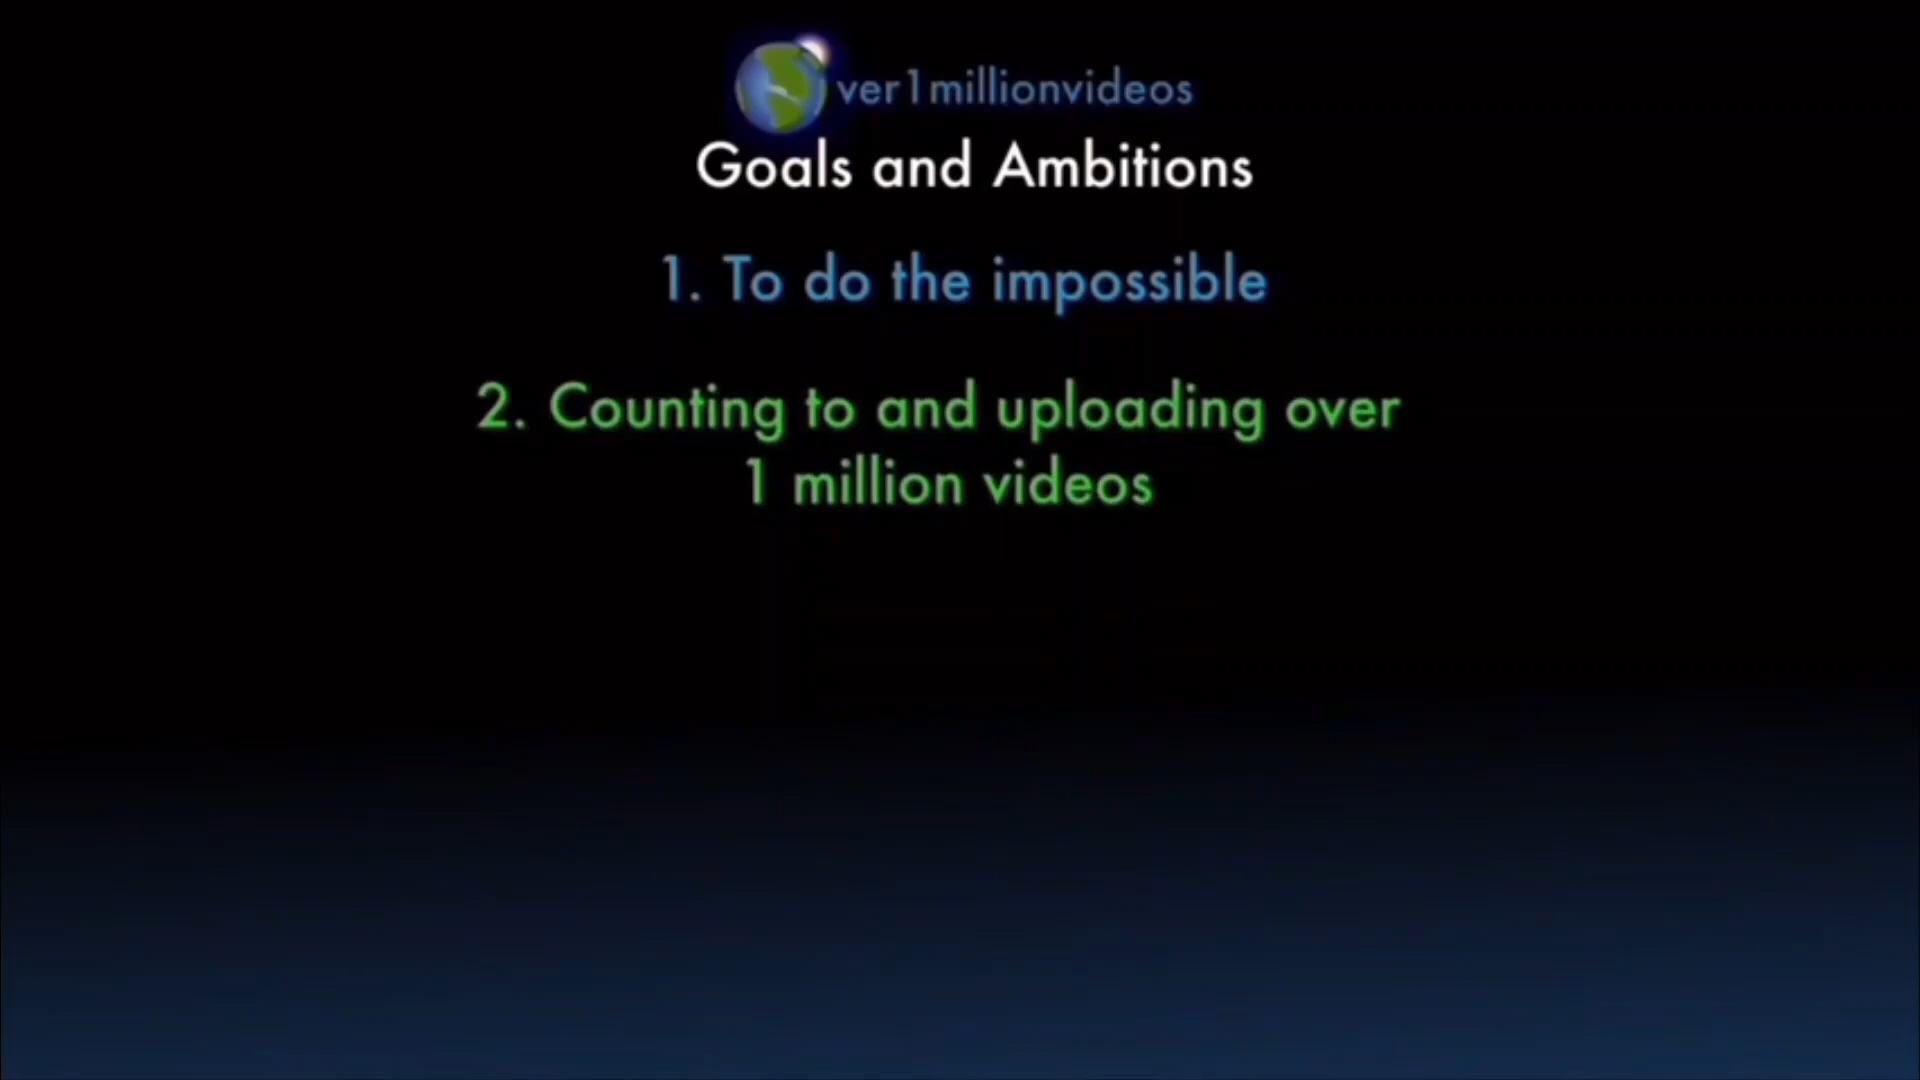 ver1millionvideos
Goals and Ambitions
1. To do the impossible
2. Counting to and uploading over
1 million videos